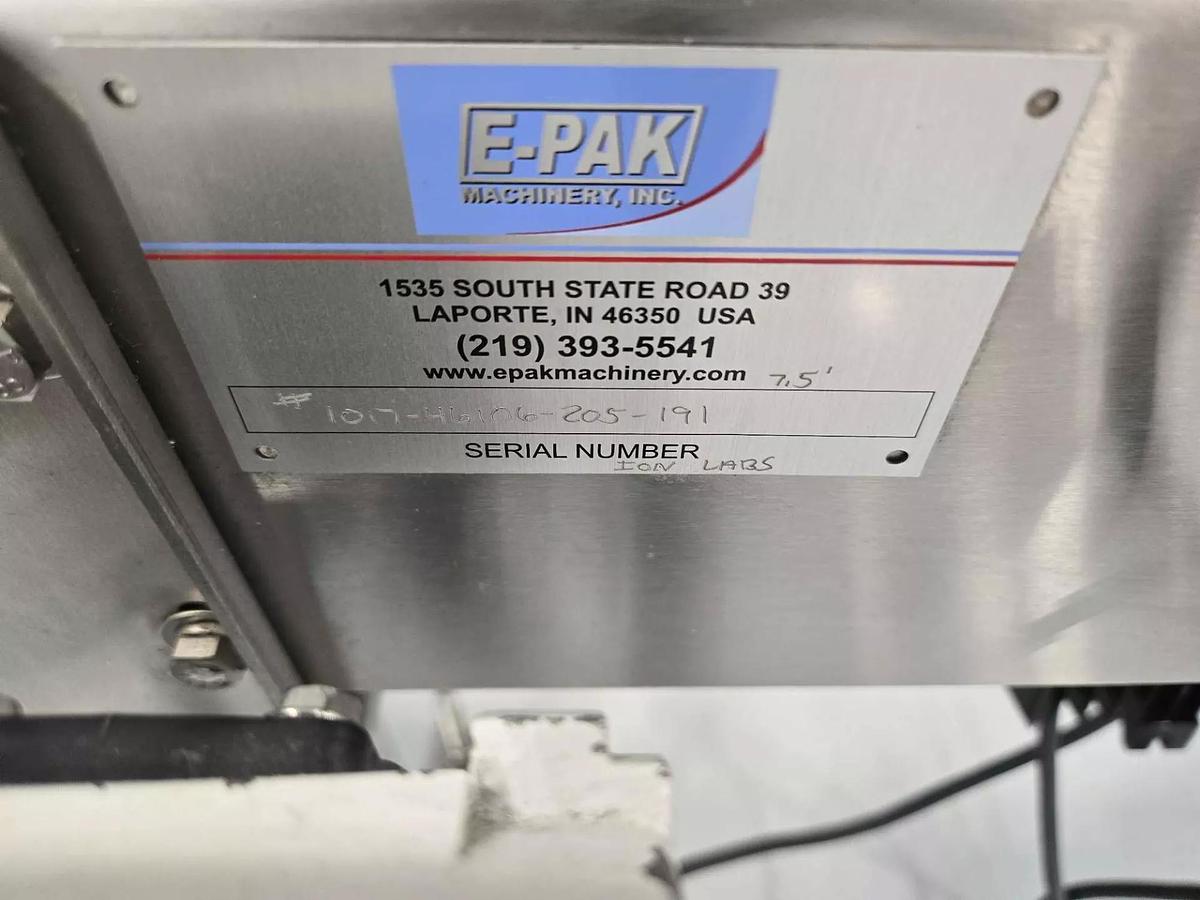 E-PAK
MACHINERY, INC.
1535 SOUTH STATE ROAD 39
LAPORTE, IN 46350 USA
(219) 393-5541
www.epakmachinery.com 7.5'
# 1017-46106-205-191
SERIAL NUMBER
ION LABS